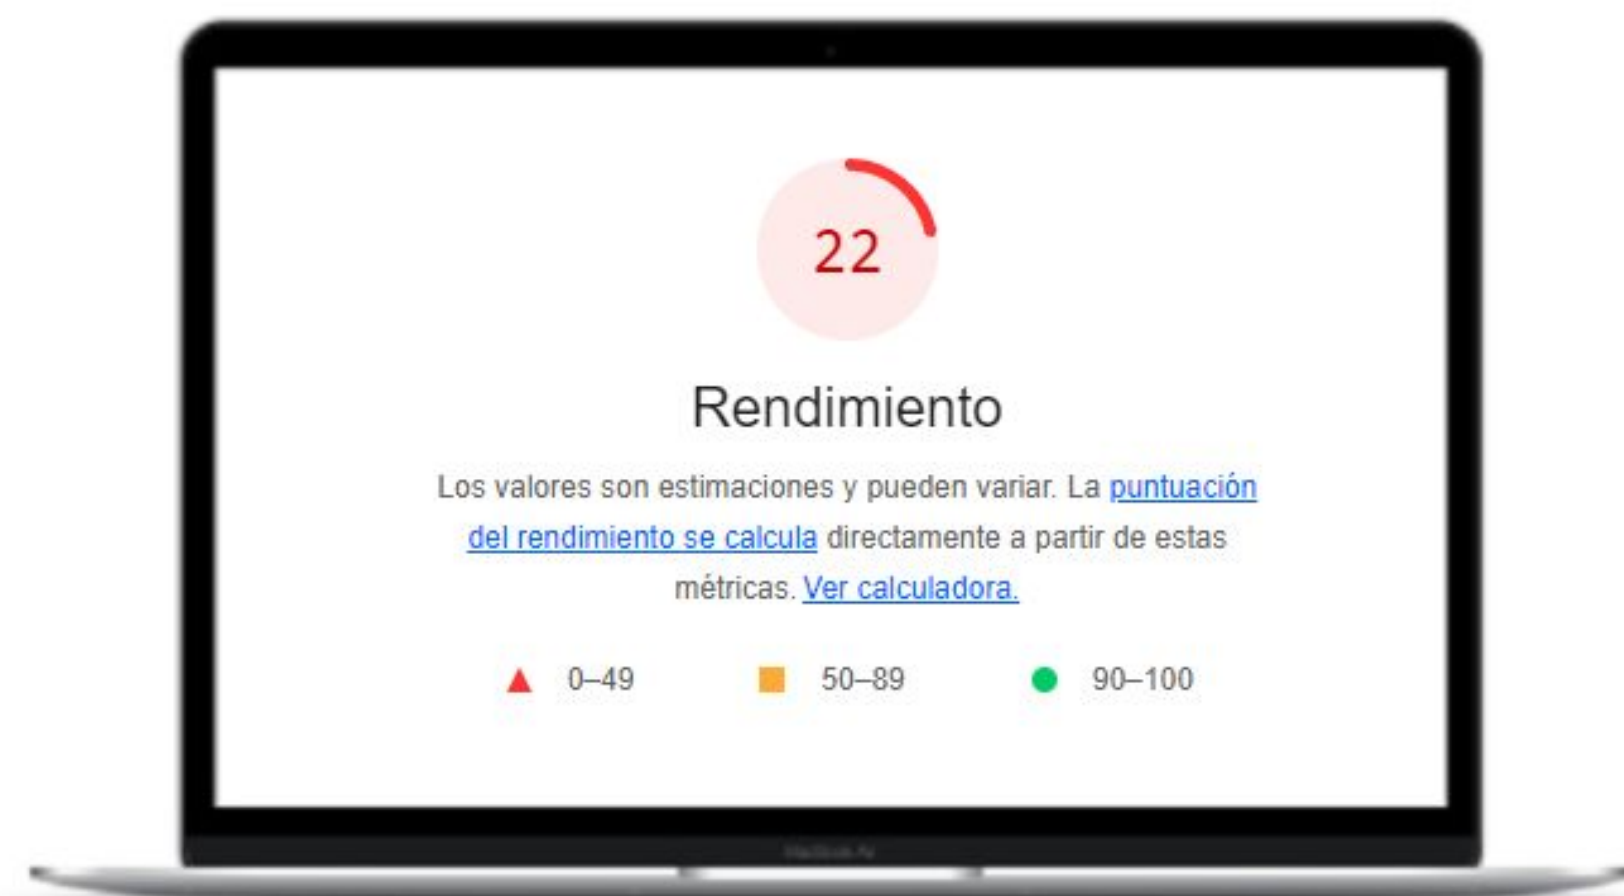 22
Rendimiento
Los valores son estimaciones y pueden variar. La puntuación
del rendimiento se calcula directamente a partir de estas
métricas. Ver calculadora.
0–49 50–89 90–100